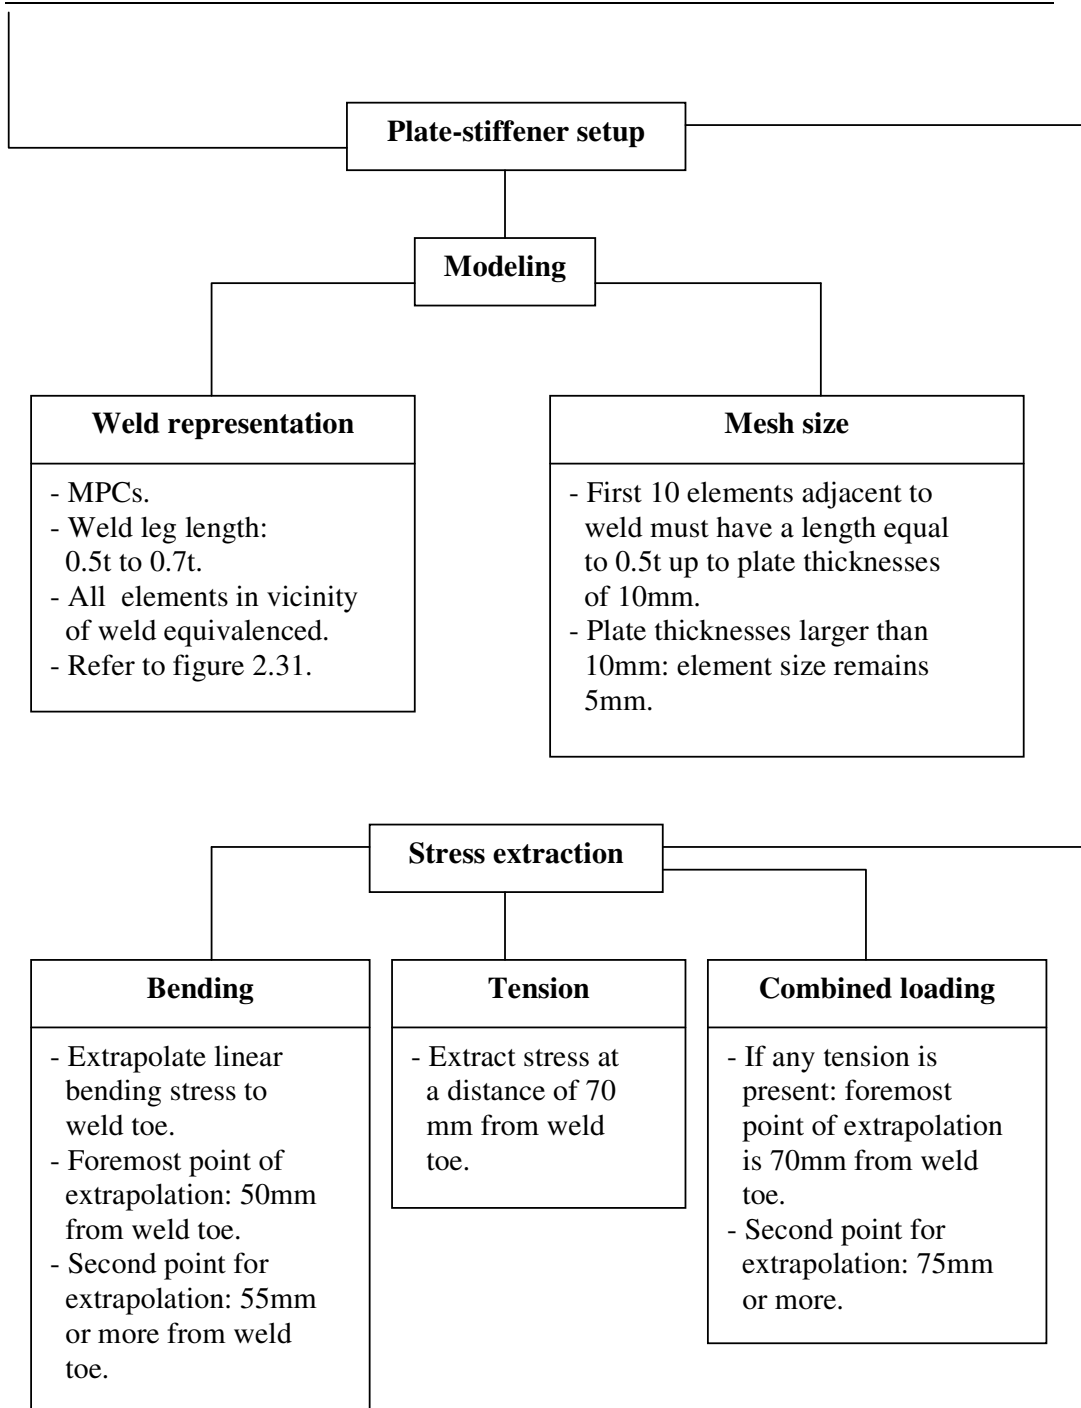 Plate-stiffener setup
Modeling
Weld representation
- MPCs.
- Weld leg length:
0.5t to 0.7t.
- All elements in vicinity
of weld equivalenced.
- Refer to figure 2.31.
Mesh size
- First 10 elements adjacent to
weld must have a length equal
to 0.5t up to plate thicknesses
of 10mm.
- Plate thicknesses larger than
10mm: element size remains
5mm.
Stress extraction
Bending
- Extrapolate linear
bending stress to
weld toe.
- Foremost point of
extrapolation: 50mm
from weld toe.
- Second point for
extrapolation: 55mm
or more from weld
toe.
Tension
- Extract stress at
a distance of 70
mm from weld
toe.
Combined loading
- If any tension is
present: foremost
point of extrapolation
is 70mm from weld
toe.
- Second point for
extrapolation: 75mm
or more.